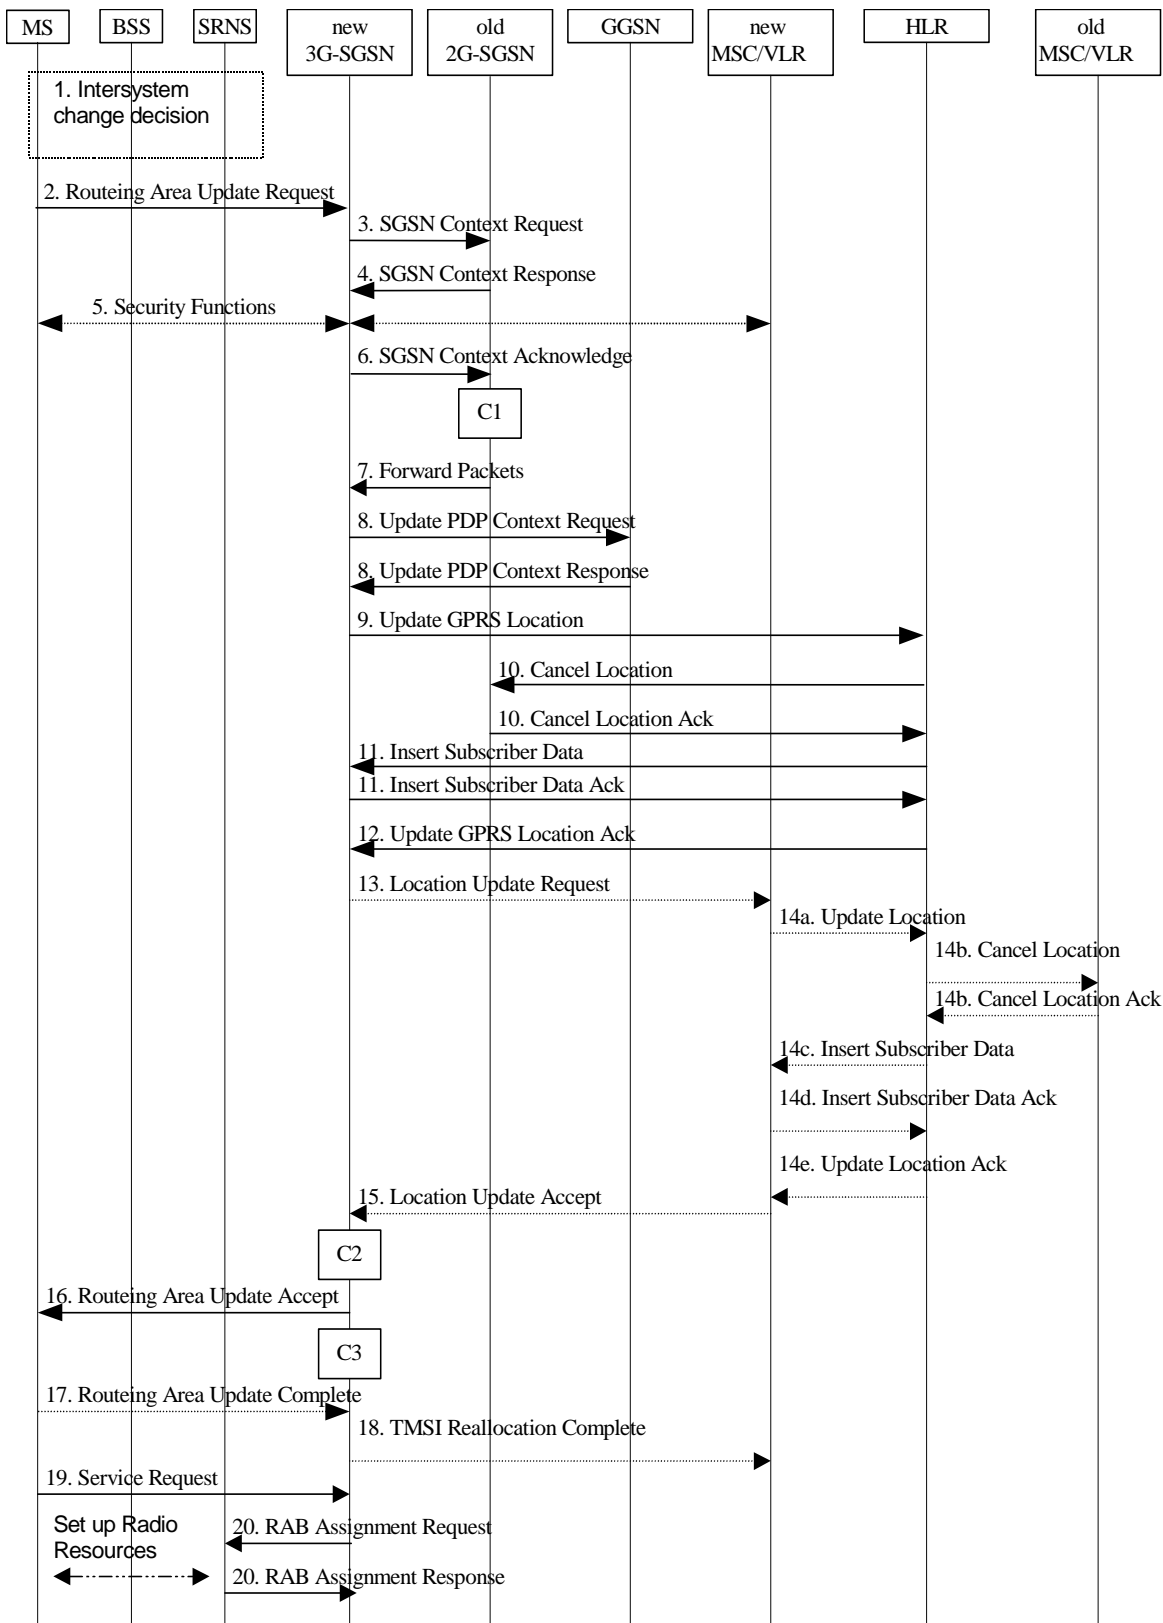 MS
BSS
SRNS
new
3G-SGSN
old
2G-SGSN
GGSN
new
MSC/VLR
HLR
old
MSC/VLR
1. Intersystem
change decision
2. Routeing Area Update Request
3. SGSN Context Request
4. SGSN Context Response
5. Security Functions
6. SGSN Context Acknowledge
C1
7. Forward Packets
8. Update PDP Context Request
8. Update PDP Context Response
9. Update GPRS Location
10. Cancel Location
10. Cancel Location Ack
11. Insert Subscriber Data
11. Insert Subscriber Data Ack
12. Update GPRS Location Ack
13. Location Update Request
14a. Update Location
14b. Cancel Location
14b. Cancel Location Ack
14c. Insert Subscriber Data
14d. Insert Subscriber Data Ack
14e. Update Location Ack
15. Location Update Accept
C2
16. Routeing Area Update Accept
C3
17. Routeing Area Update Complete
18. TMSI Reallocation Complete
19. Service Request
Set up Radio
Resources
20. RAB Assignment Request
20. RAB Assignment Response